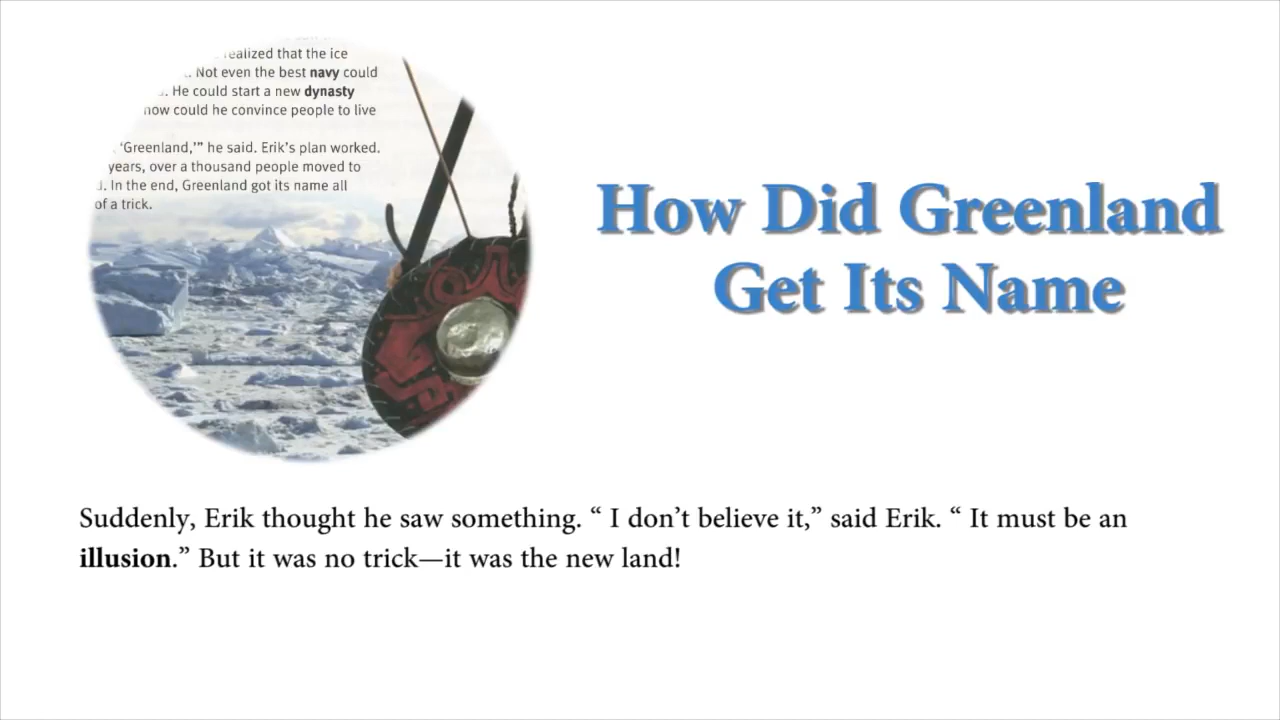 realized that the ice
Not even the best navy could
He could start a new dynasty
how could he convince people to live
‘Greenland,’” he said. Erik’s plan worked.
years, over a thousand people moved to
In the end, Greenland got its name all
of a trick.
How Did Greenland
Get Its Name
Suddenly, Erik thought he saw something. “ I don’t believe it,” said Erik. “ It must be an
illusion.” But it was no trick—it was the new land!